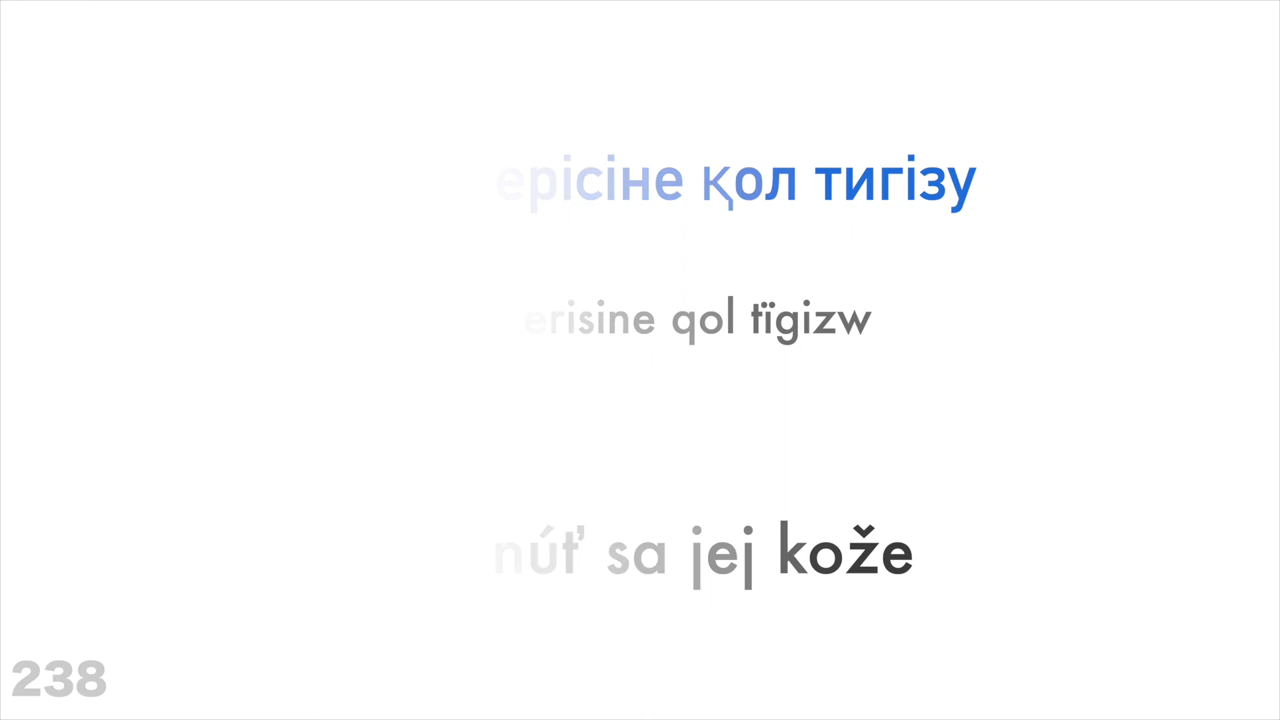 ерісіне қол тигізу
erisine qol tïgizw
núť sa jej kože
238